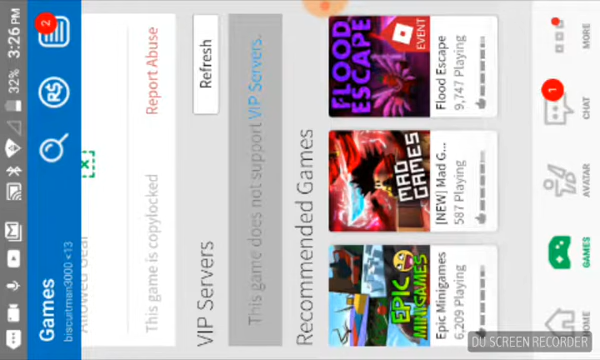 32% 3:26 PM
Games
biscuitman3000 <13
R$
2
Allowed Gear
This game is copylocked
Report Abuse
VIP Servers
Refresh
This game does not support VIP Servers.
Recommended Games
EPIC MINIGAMES
Epic Minigames
6,209 Playing
MAD GAMES
[NEW] Mad G...
587 Playing
FLOOD ESCAPE
EVENT
Flood Escape
9,747 Playing
HOME
GAMES
AVATAR
CHAT
1
MORE
DU SCREEN RECORDER